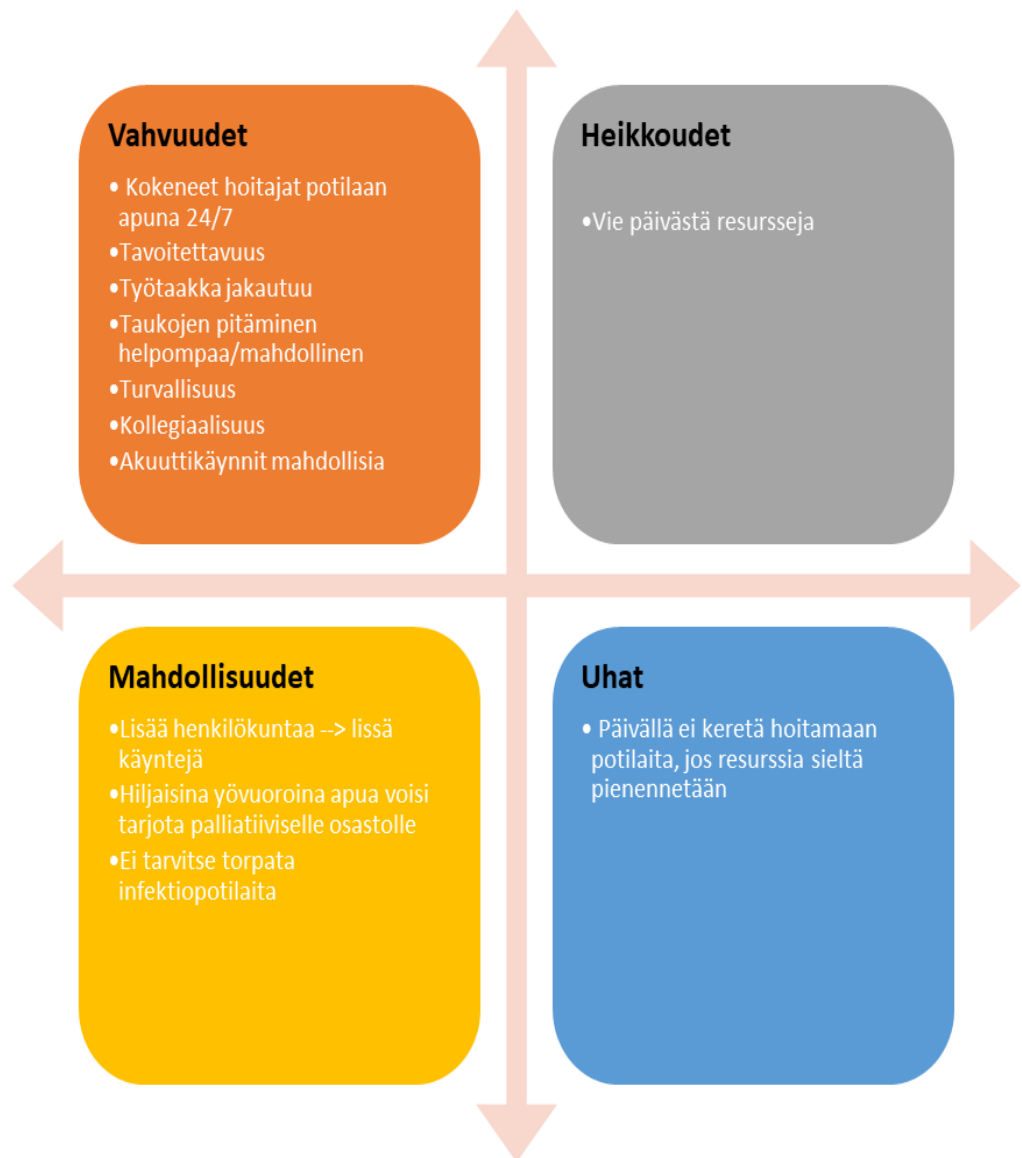 Vahvuudet
• Kokeneet hoitajat potilaan
apuna 24/7
•Tavoitettavuus
•Työtaakka jakautuu
•Taukojen pitäminen
helpompaa/mahdollinen
•Turvallisuus
•Kollegiaalisuus
•Akuuttikäynnit mahdollisia
Heikkoudet
•Vie päivästä resursseja
Mahdollisuudet
•Lisää henkilökuntaa --> lissä
käyntejä
•Hiljaisina yövuoroina apua voisi
tarjota palliatiiviselle osastolle
•Ei tarvitse torpata
infektiopotilaita
Uhat
• Päivällä ei keretä hoitamaan
potilaita, jos resurssia sieltä
pienennetään